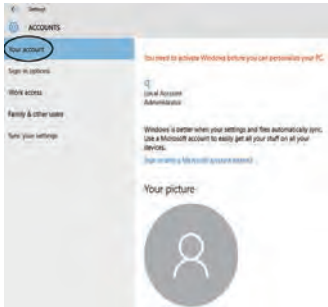 Settings
ACCOUNTS
Your account
Sign-in options
Work access
Family & other users
Sync your settings
You need to activate Windows before you can personalize your PC.
Local Account
Administrator
Windows is better when your settings and files automatically sync.
Use a Microsoft account to easily get all your stuff on all your
devices.
Sign in with a Microsoft account instead
Your picture